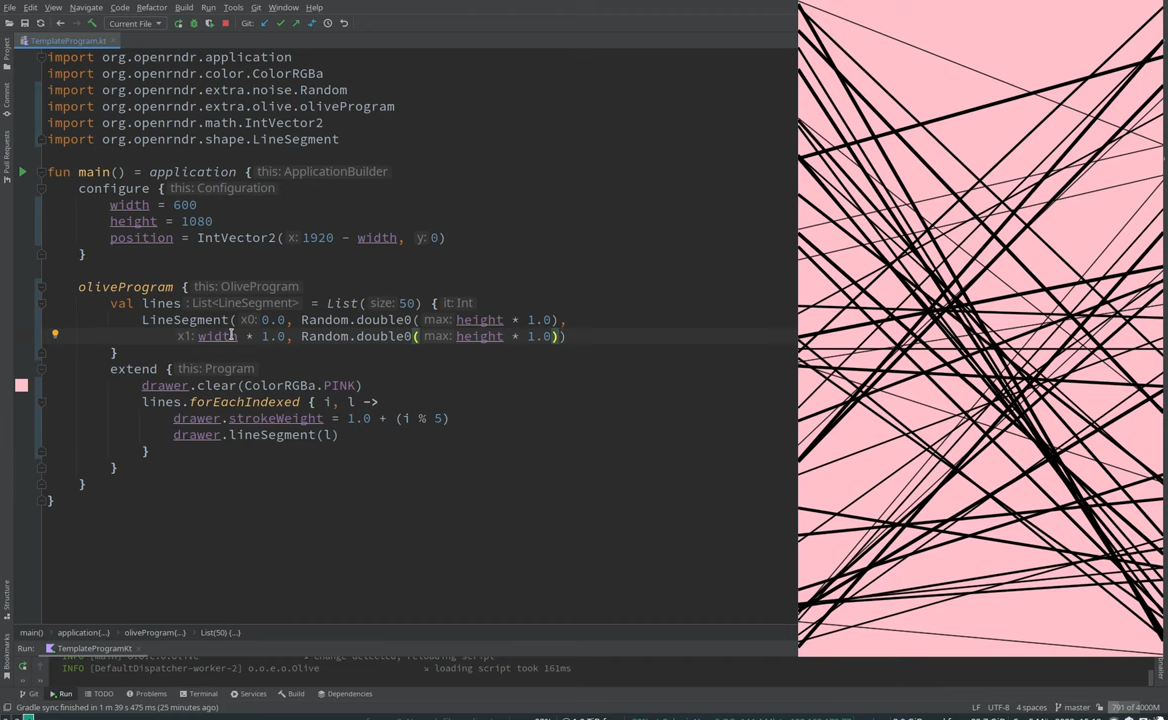 File Edit View Navigate Code Refactor Build Run Tools Git Window Help
Current File Git:
TemplateProgram.kt
Project
Commit
Pull Requests
import org.openrndr.application
import org.openrndr.color.ColorRGBa
import org.openrndr.extra.noise.Random
import org.openrndr.extra.olive.oliveProgram
import org.openrndr.math.IntVector2
import org.openrndr.shape.LineSegment
fun main() = application { this: ApplicationBuilder
configure { this: Configuration
width = 600
height = 1080
position = IntVector2( x: 1920 - width, y: 0)
}
oliveProgram { this: OliveProgram
val lines : List<LineSegment> = List( size: 50) { it: Int
LineSegment( x0: 0.0, Random.double0( max: height * 1.0),
x1: width * 1.0, Random.double0( max: height * 1.0))
}
extend { this: Program
drawer.clear(ColorRGBa.PINK)
lines.forEachIndexed { i, l ->
drawer.strokeWeight = 1.0 + (i % 5)
drawer.lineSegment(l)
}
}
}
}
Structure
Bookmarks
main() application{...} oliveProgram{...} List(50) {...}
Run: TemplateProgramKt
INFO [DefaultDispatcher-worker-2] o.o.e.o.Olive ↘ loading script took 161ms
Git Run TODO Problems Terminal Services Build Dependencies
Gradle sync finished in 1 m 39 s 475 ms (25 minutes ago) LF UTF-8 4 spaces master 791 of 4000M